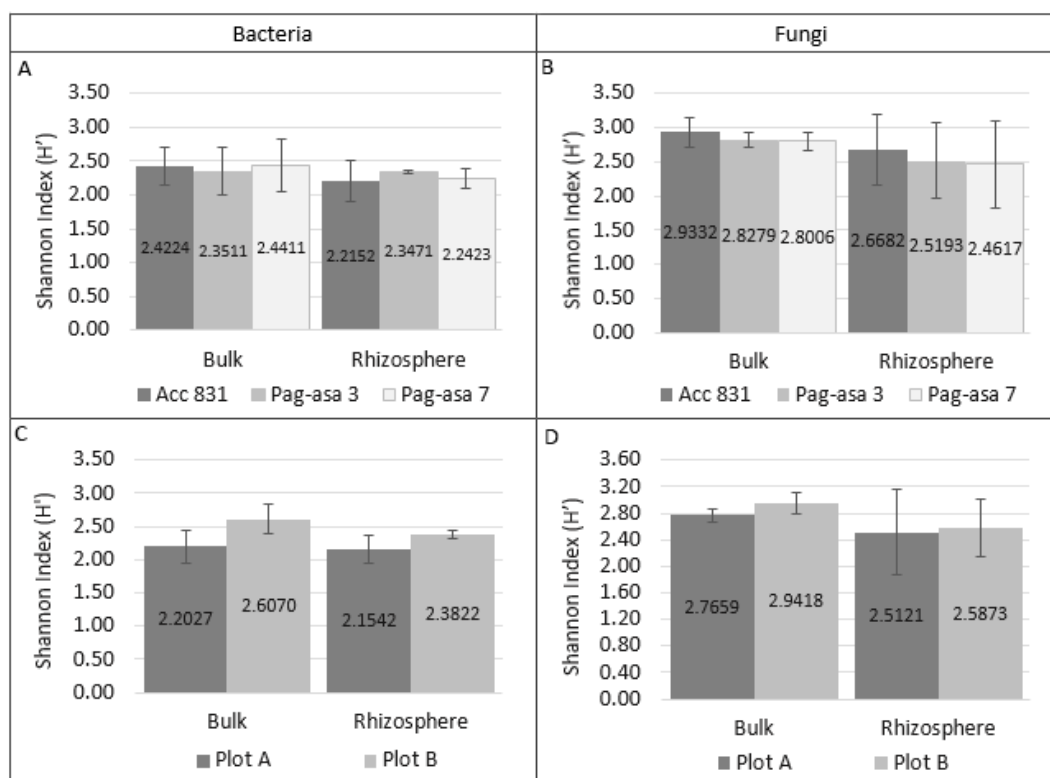 Bacteria
Fungi
A
3.50
3.00
2.50
2.00
1.50
1.00
0.50
0.00
Shannon Index (H’)
2.4224 2.3511 2.4411 2.2152 2.3471 2.2423
Bulk Rhizosphere
Acc 831 Pag-asa 3 Pag-asa 7
B
3.50
3.00
2.50
2.00
1.50
1.00
0.50
0.00
Shannon Index (H’)
2.9332 2.8279 2.8006 2.6682 2.5193 2.4617
Bulk Rhizosphere
Acc 831 Pag-asa 3 Pag-asa 7
C
3.50
3.00
2.50
2.00
1.50
1.00
0.50
0.00
Shannon Index (H')
2.2027 2.6070 2.1542 2.3822
Bulk Rhizosphere
Plot A Plot B
D
3.60
3.20
2.80
2.40
2.00
1.60
1.20
0.80
0.40
0.00
Shannon Index (H’)
2.7659 2.9418 2.5121 2.5873
Bulk Rhizosphere
Plot A Plot B